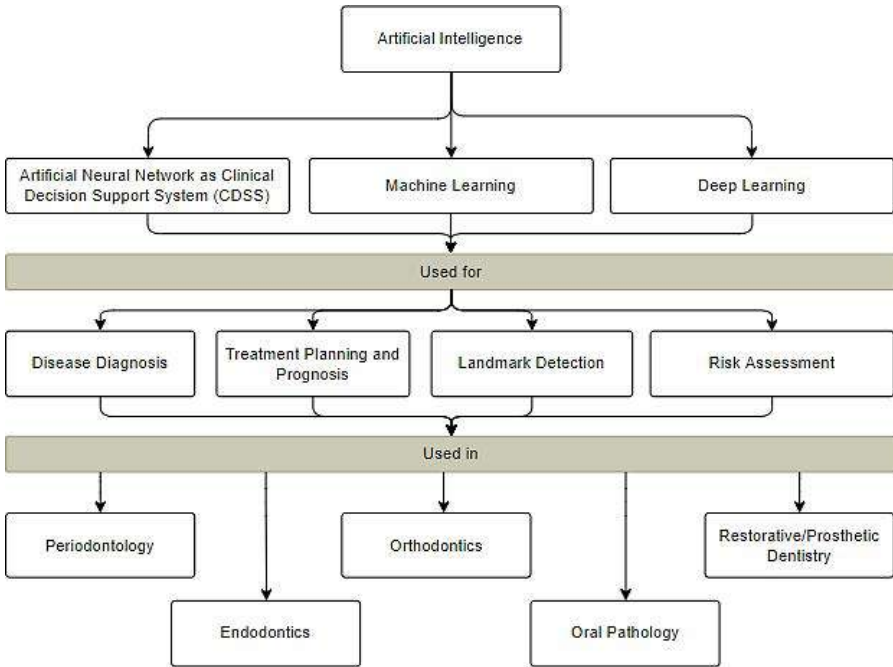 Artificial Intelligence
Artificial Neural Network as Clinical
Decision Support System (CDSS)
Machine Learning
Deep Learning
Used for
Disease Diagnosis
Treatment Planning and
Prognosis
Landmark Detection
Risk Assessment
Used in
Periodontology
Orthodontics
Restorative/Prosthetic
Dentistry
Endodontics
Oral Pathology